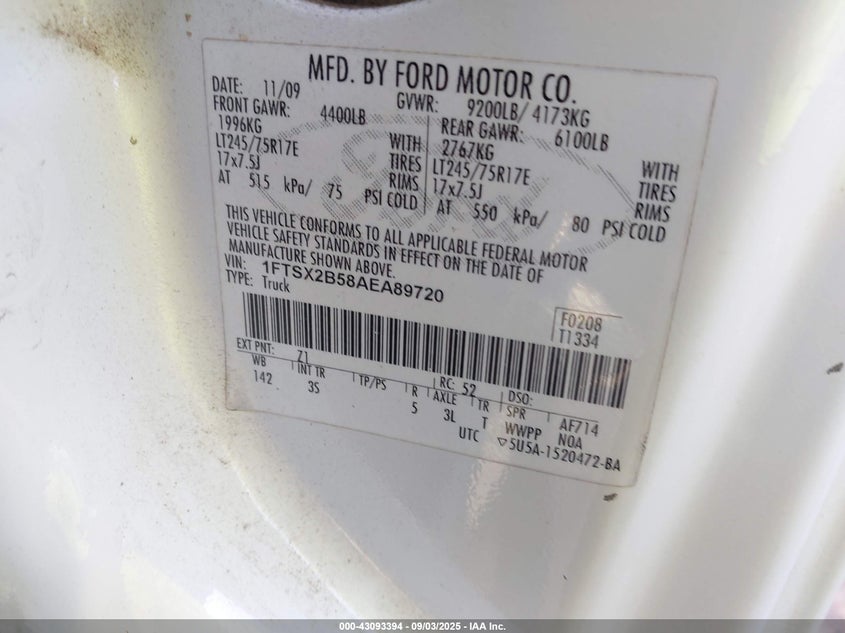 MFD. BY FORD MOTOR CO.
DATE: 11/09 GVWR: 9200LB/ 4173KG
FRONT GAWR: 4400LB REAR GAWR: 6100LB
1996KG WITH 2767KG WITH
LT245/75R17E TIRES LT245/75R17E TIRES
17x7.5J RIMS 17x7.5J RIMS
AT 515 kPa/ 75 PSI COLD AT 550 kPa/ 80 PSI COLD
THIS VEHICLE CONFORMS TO ALL APPLICABLE FEDERAL MOTOR
VEHICLE SAFETY STANDARDS IN EFFECT ON THE DATE OF
MANUFACTURE SHOWN ABOVE.
VIN: 1FTSX2B58AEA89720
TYPE: Truck
F0208
T1334
EXT PNT: Z1 RC: 52 DSO:
WB INT TR TP/PS R AXLE TR SPR AF714
142 3S 5 3L T WWPP NOA
UTC ▽5U5A-1520472-BA
000-43093394 - 09/03/2025 - IAA Inc.